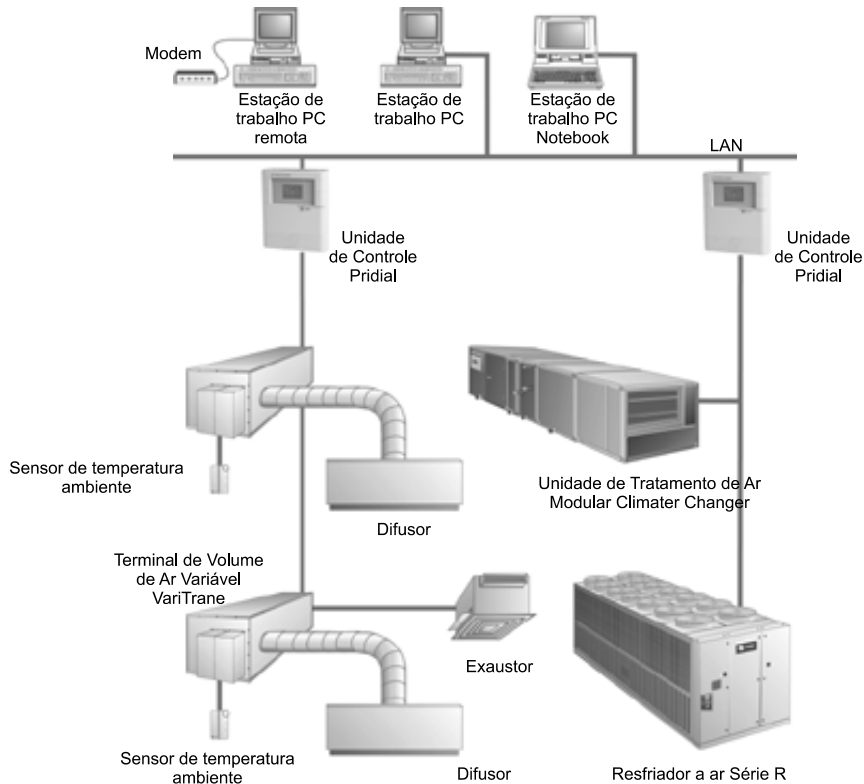 Modem
Estação de
trabalho PC
remota
Estação de
trabalho PC
Estação de
trabalho PC
Notebook
LAN
Unidade
de Controle
Pridial
Unidade
de Controle
Pridial
Sensor de temperatura
ambiente
Difusor
Unidade de Tratamento de Ar
Modular Climater Changer
Terminal de Volume
de Ar Variável
VariTrane
Exaustor
Sensor de temperatura
ambiente
Difusor
Resfriador a ar Série R